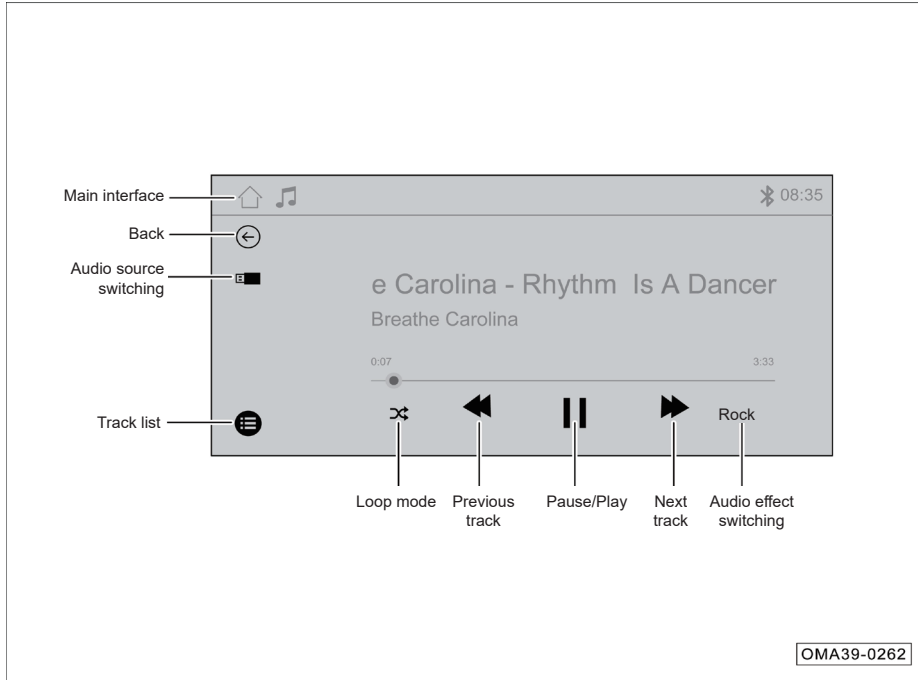 Main interface
08:35
Back
Audio source
switching
e Carolina - Rhythm Is A Dancer
Breathe Carolina
0:07
3:33
Track list
Rock
Loop mode
Previous
track
Pause/Play
Next
track
Audio effect
switching
OMA39-0262